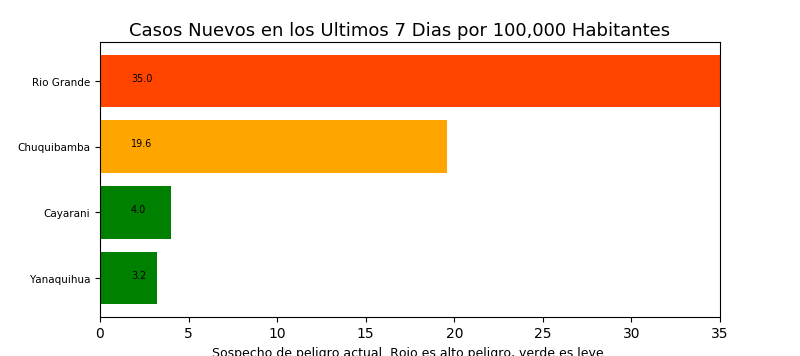 Casos Nuevos en los Ultimos 7 Dias por 100,000 Habitantes
Rio Grande 35.0
Chuquibamba 19.6
Cayarani 4.0
Yanaquihua 3.2
0 5 10 15 20 25 30 35
Sospecho de peligro actual. Rojo es alto peligro, verde es leve